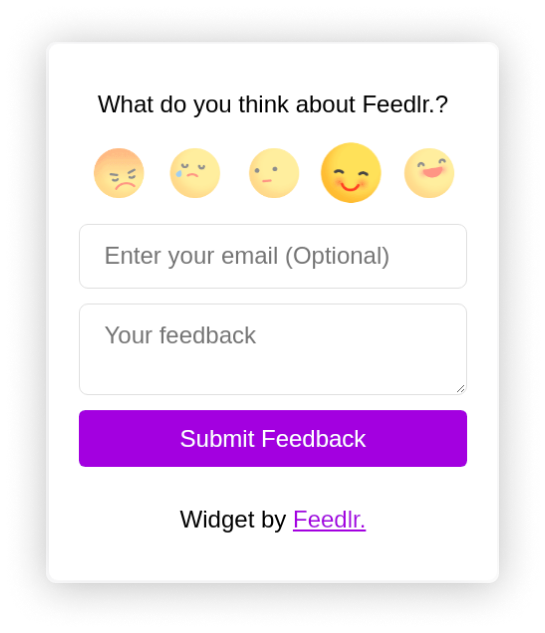 What do you think about Feedlr.?
Enter your email (Optional)
Your feedback
Submit Feedback
Widget by Feedlr.